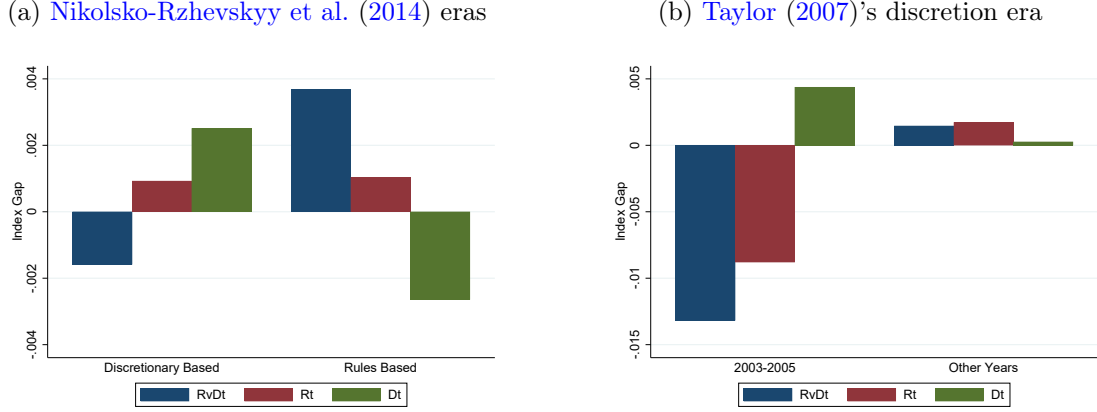 (a) Nikolsko-Rzhevskyy et al. (2014) eras
Index Gap
.004
.002
0
-.002
-.004
Discretionary Based
Rules Based
RvDt
Rt
Dt
(b) Taylor (2007)'s discretion era
Index Gap
.005
0
-.005
-.01
-.015
2003-2005
Other Years
RvDt
Rt
Dt